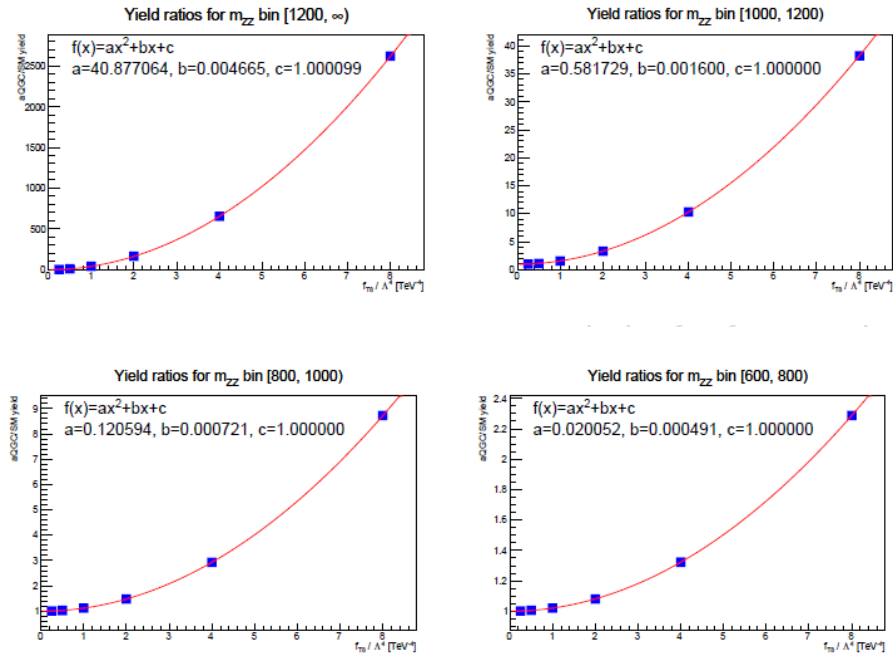 Yield ratios for mZZ bin [1200, ∞)
aQGC/SM yield
f(x)=ax²+bx+c
a=40.877064, b=0.004665, c=1.000099
2500
2000
1500
1000
500
0
0 1 2 3 4 5 6 7 8
fT8 / Λ⁴ [TeV⁻⁴]
Yield ratios for mZZ bin [1000, 1200)
aQGC/SM yield
f(x)=ax²+bx+c
a=0.581729, b=0.001600, c=1.000000
40
35
30
25
20
15
10
5
0
0 1 2 3 4 5 6 7 8
fT8 / Λ⁴ [TeV⁻⁴]
Yield ratios for mZZ bin [800, 1000)
aQGC/SM yield
f(x)=ax²+bx+c
a=0.120594, b=0.000721, c=1.000000
9
8
7
6
5
4
3
2
1
0 1 2 3 4 5 6 7 8
fT8 / Λ⁴ [TeV⁻⁴]
Yield ratios for mZZ bin [600, 800)
aQGC/SM yield
f(x)=ax²+bx+c
a=0.020052, b=0.000491, c=1.000000
2.4
2.2
2
1.8
1.6
1.4
1.2
1
0 1 2 3 4 5 6 7 8
fT8 / Λ⁴ [TeV⁻⁴]